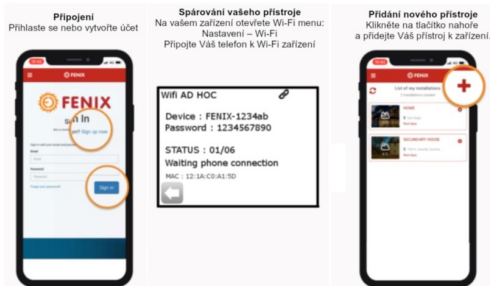 Připojení
Přihlaste se nebo vytvořte účet
FENIX
FENIX
Sign In
Sign up now
Email
Password
Sign in
Spárování vašeho přístroje
Na vašem zařízení otevřete Wi-Fi menu:
Nastavení – Wi-Fi
Připojte Váš telefon k Wi-Fi zařízení
Wifi AD HOC
Device : FENIX-1234ab
Password : 1234567890
STATUS : 01/06
Waiting phone connection
MAC : 12:1A:C0:A1:5D
Přidání nového přístroje
Klikněte na tlačítko nahoře
a přidejte Váš přístroj k zařízení.
FENIX
List of my installations
HOME
SECONDARY HOUSE